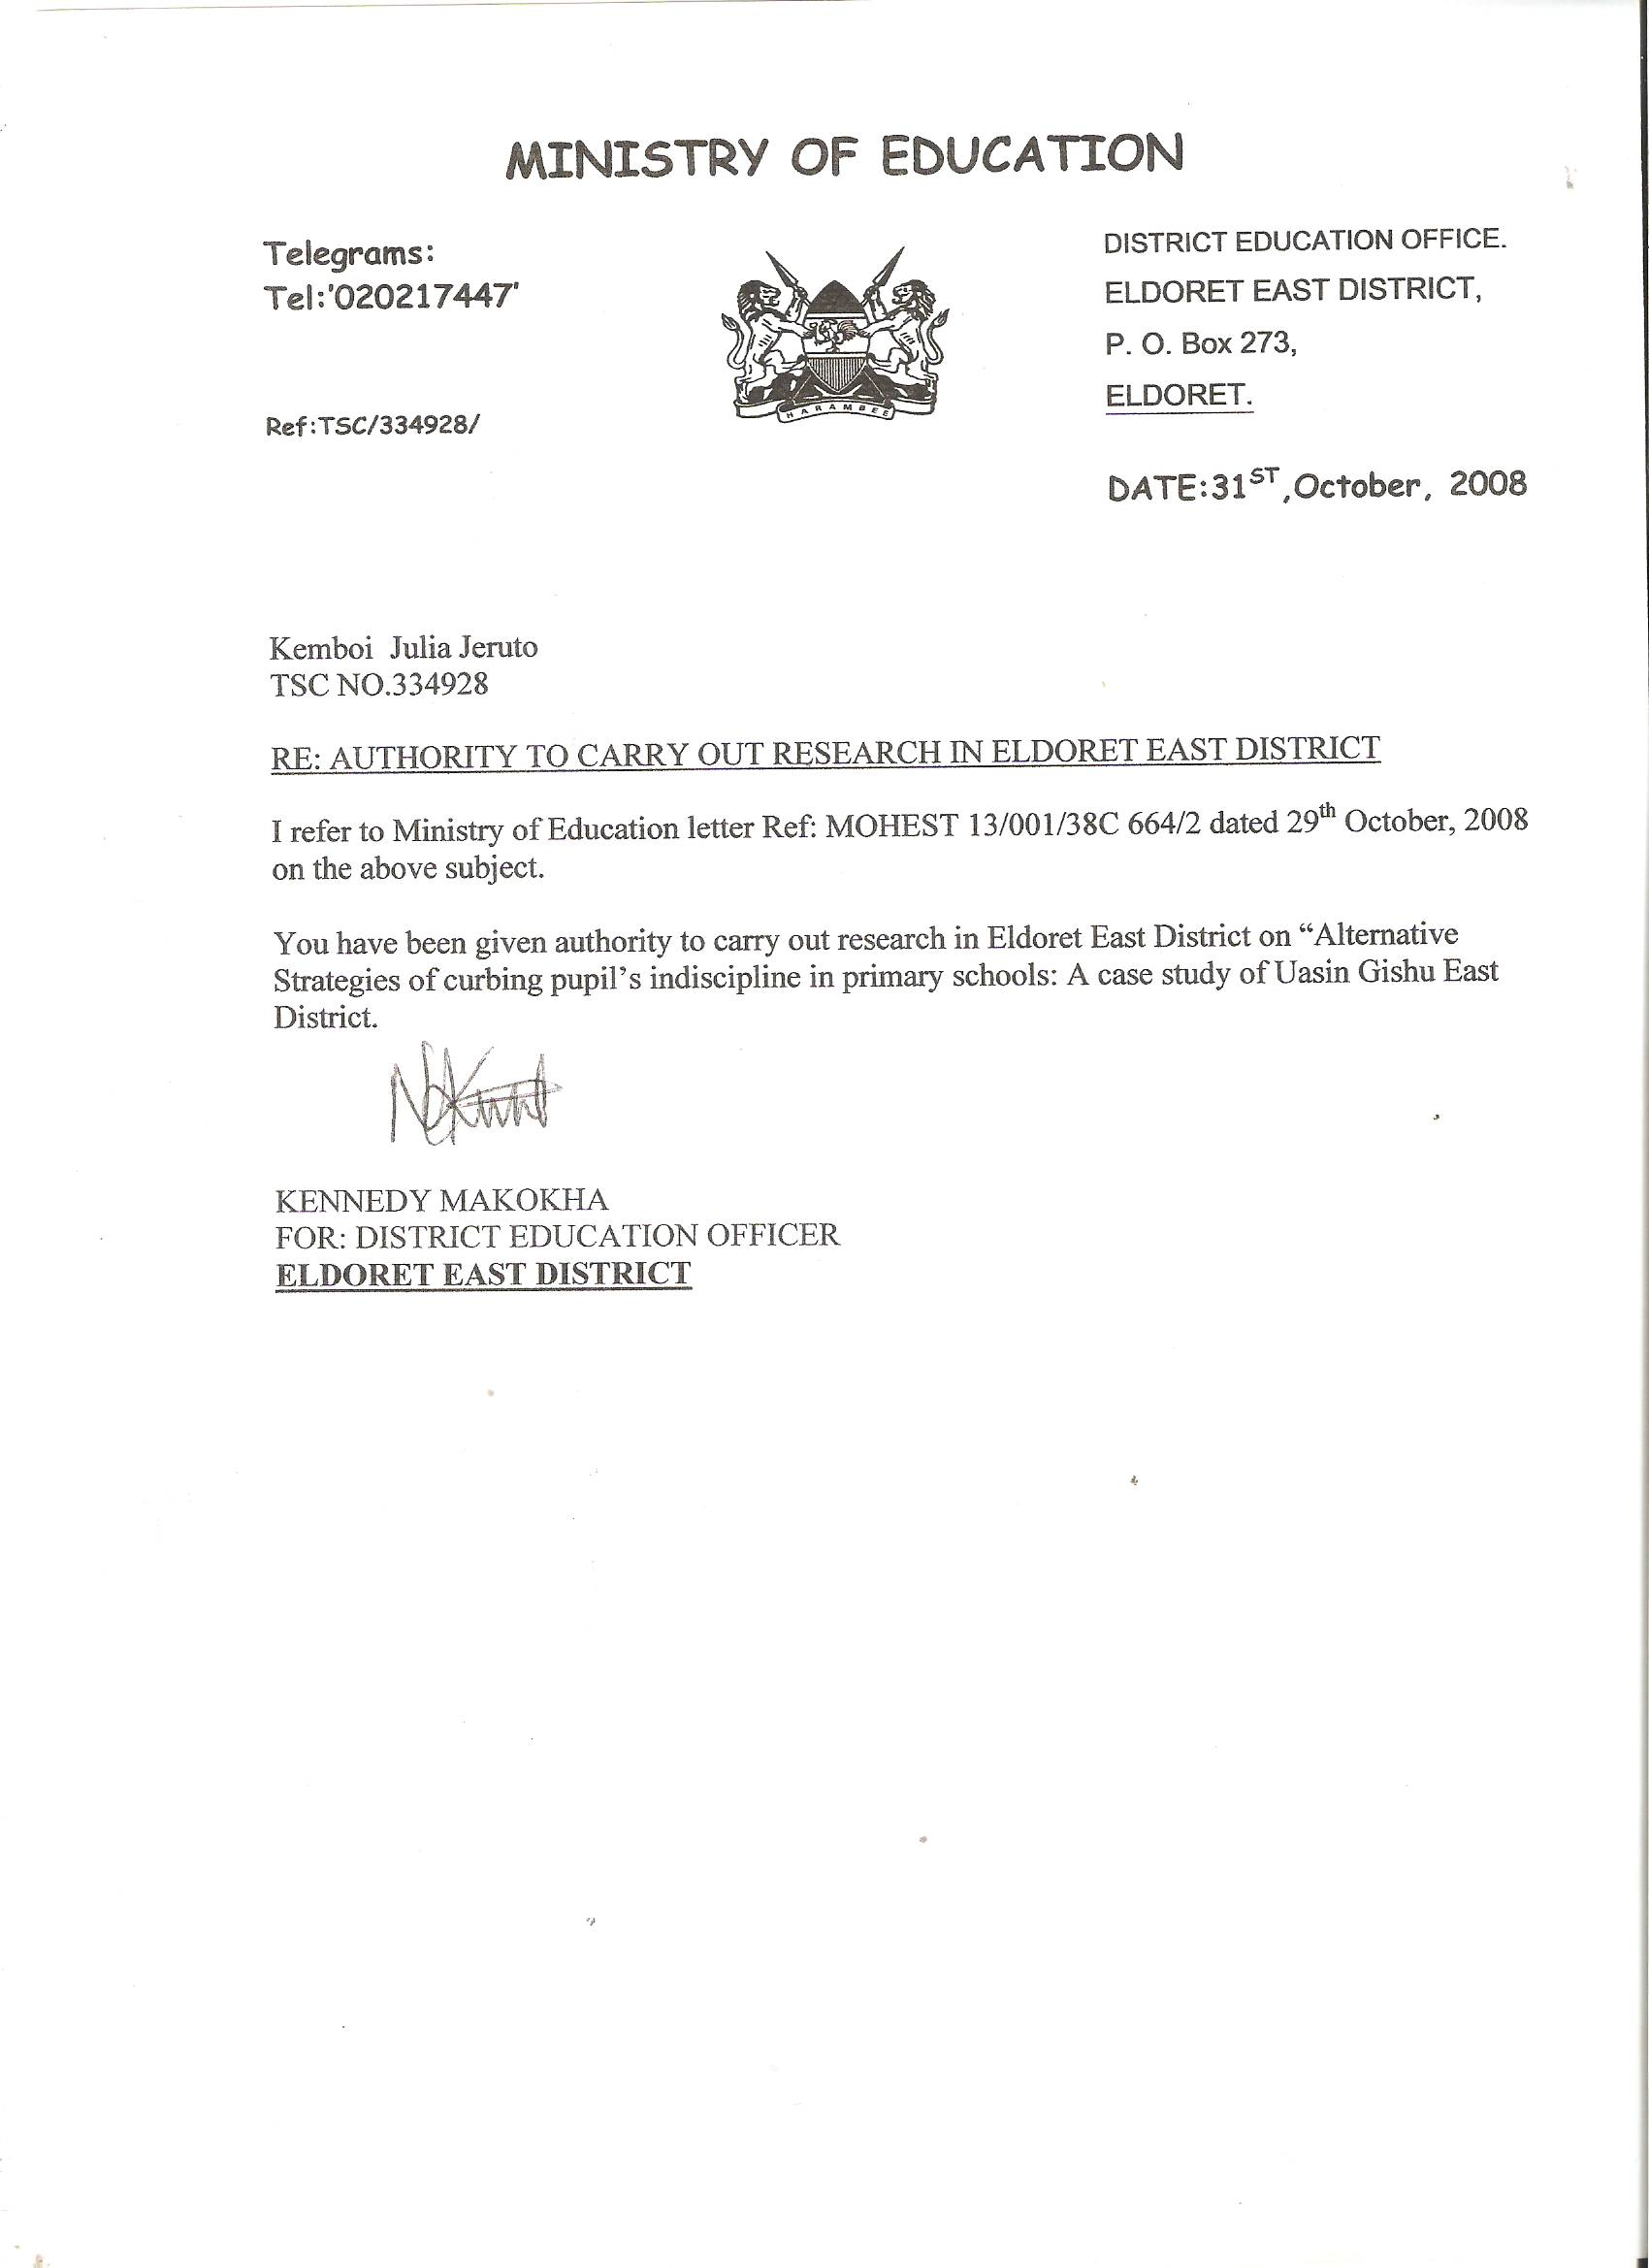 MINISTRY OF EDUCATION
Telegrams:
Tel:'020217447'
Ref:TSC/334928/
HARAMBEE
DISTRICT EDUCATION OFFICE.
ELDORET EAST DISTRICT,
P. O. Box 273,
ELDORET.
DATE:31ST,October, 2008
Kemboi Julia Jeruto
TSC NO.334928
RE: AUTHORITY TO CARRY OUT RESEARCH IN ELDORET EAST DISTRICT
I refer to Ministry of Education letter Ref: MOHEST 13/001/38C 664/2 dated 29th October, 2008
on the above subject.
You have been given authority to carry out research in Eldoret East District on “Alternative
Strategies of curbing pupil’s indiscipline in primary schools: A case study of Uasin Gishu East
District.
KENNEDY MAKOKHA
FOR: DISTRICT EDUCATION OFFICER
ELDORET EAST DISTRICT